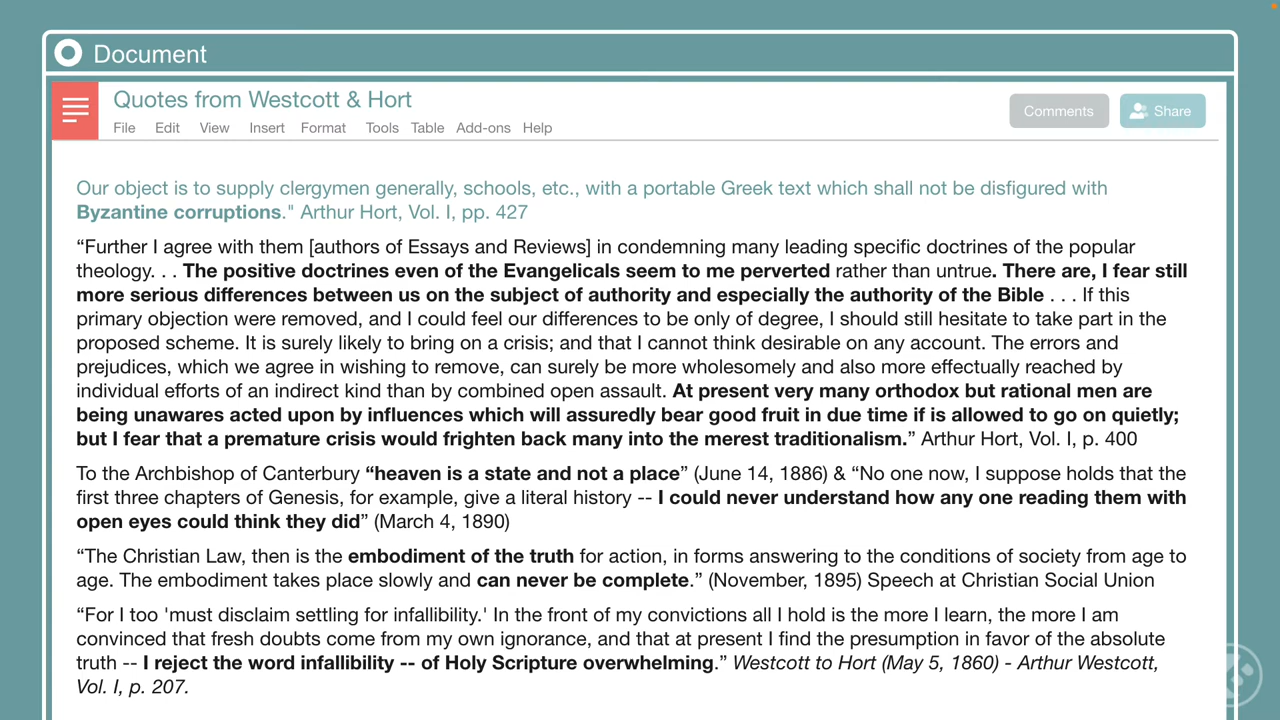 Document
Quotes from Westcott & Hort
Comments
Share
File Edit View Insert Format Tools Table Add-ons Help
Our object is to supply clergymen generally, schools, etc., with a portable Greek text which shall not be disfigured with
Byzantine corruptions." Arthur Hort, Vol. I, pp. 427
“Further I agree with them [authors of Essays and Reviews] in condemning many leading specific doctrines of the popular
theology. . . The positive doctrines even of the Evangelicals seem to me perverted rather than untrue. There are, I fear still
more serious differences between us on the subject of authority and especially the authority of the Bible . . . If this
primary objection were removed, and I could feel our differences to be only of degree, I should still hesitate to take part in the
proposed scheme. It is surely likely to bring on a crisis; and that I cannot think desirable on any account. The errors and
prejudices, which we agree in wishing to remove, can surely be more wholesomely and also more effectually reached by
individual efforts of an indirect kind than by combined open assault. At present very many orthodox but rational men are
being unawares acted upon by influences which will assuredly bear good fruit in due time if is allowed to go on quietly;
but I fear that a premature crisis would frighten back many into the merest traditionalism.” Arthur Hort, Vol. I, p. 400
To the Archbishop of Canterbury “heaven is a state and not a place” (June 14, 1886) & “No one now, I suppose holds that the
first three chapters of Genesis, for example, give a literal history -- I could never understand how any one reading them with
open eyes could think they did” (March 4, 1890)
“The Christian Law, then is the embodiment of the truth for action, in forms answering to the conditions of society from age to
age. The embodiment takes place slowly and can never be complete.” (November, 1895) Speech at Christian Social Union
“For I too 'must disclaim settling for infallibility.' In the front of my convictions all I hold is the more I learn, the more I am
convinced that fresh doubts come from my own ignorance, and that at present I find the presumption in favor of the absolute
truth -- I reject the word infallibility -- of Holy Scripture overwhelming.” Westcott to Hort (May 5, 1860) - Arthur Westcott,
Vol. I, p. 207.